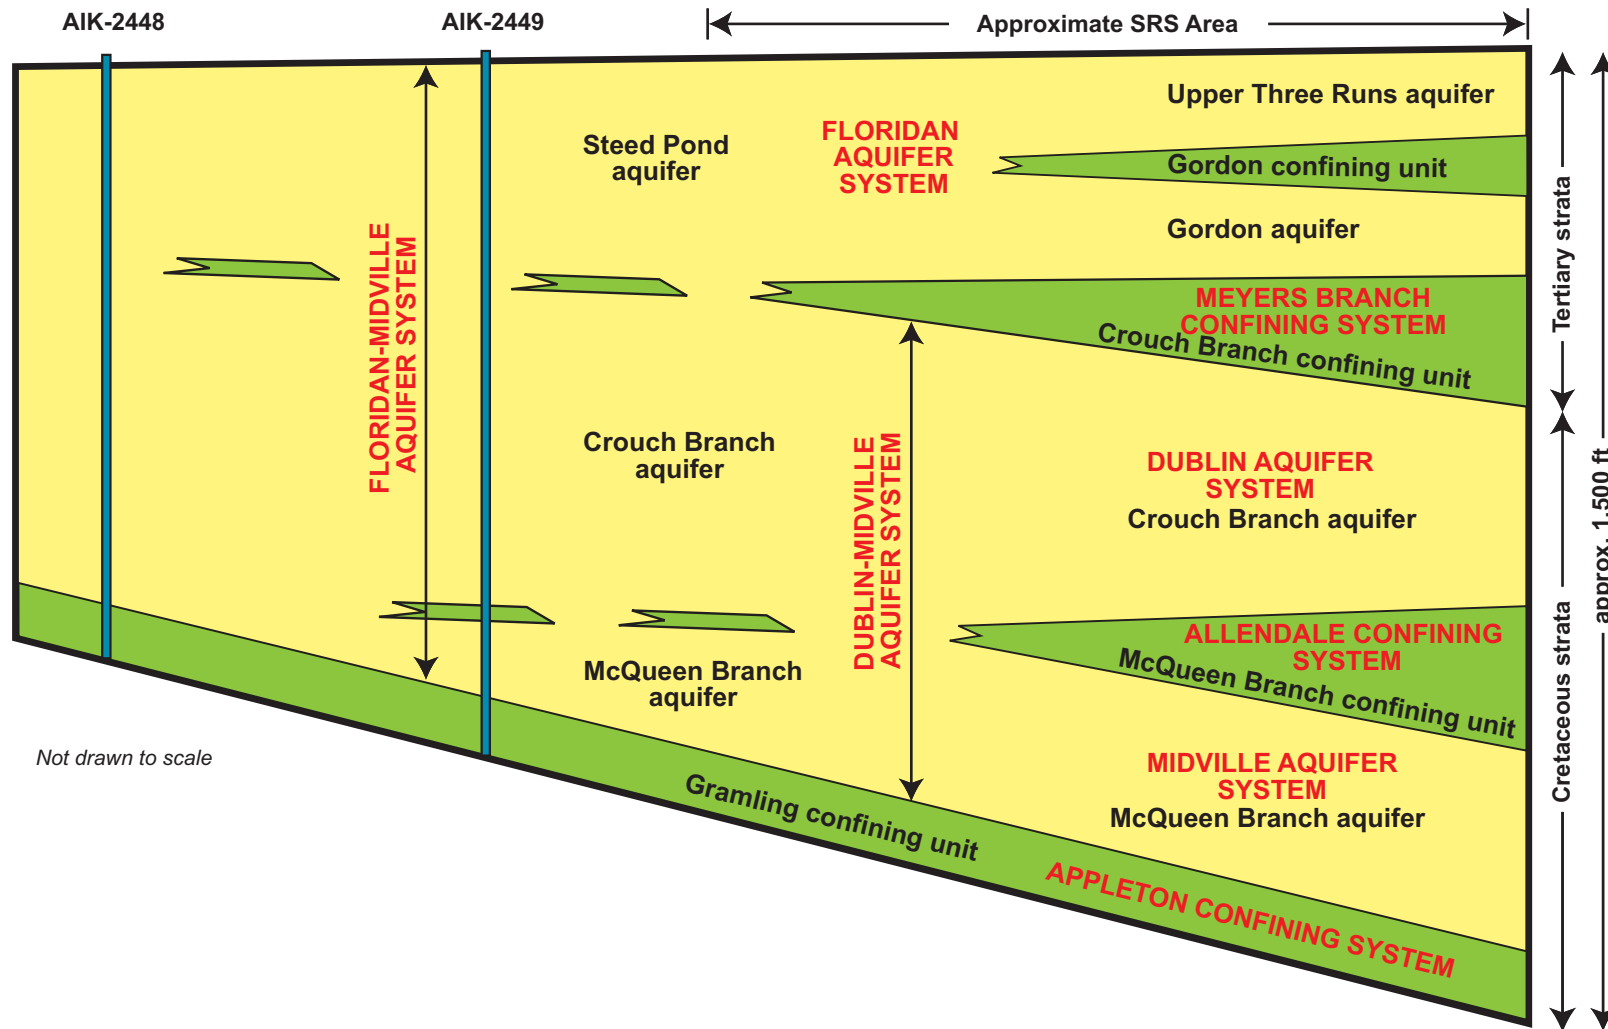 AIK-2448
AIK-2449
Approximate SRS Area
Upper Three Runs aquifer
Steed Pond
aquifer
FLORIDAN
AQUIFER
SYSTEM
Gordon confining unit
Gordon aquifer
FLORIDAN-MIDVILLE
AQUIFER SYSTEM
MEYERS BRANCH
CONFINING SYSTEM
Crouch Branch confining unit
Crouch Branch
aquifer
DUBLIN-MIDVILLE
AQUIFER SYSTEM
DUBLIN AQUIFER
SYSTEM
Crouch Branch aquifer
ALLENDALE CONFINING
SYSTEM
McQueen Branch confining unit
McQueen Branch
aquifer
MIDVILLE AQUIFER
SYSTEM
McQueen Branch aquifer
Not drawn to scale
Gramling confining unit
APPLETON CONFINING SYSTEM
Tertiary strata
Cretaceous strata
approx. 1,500 ft